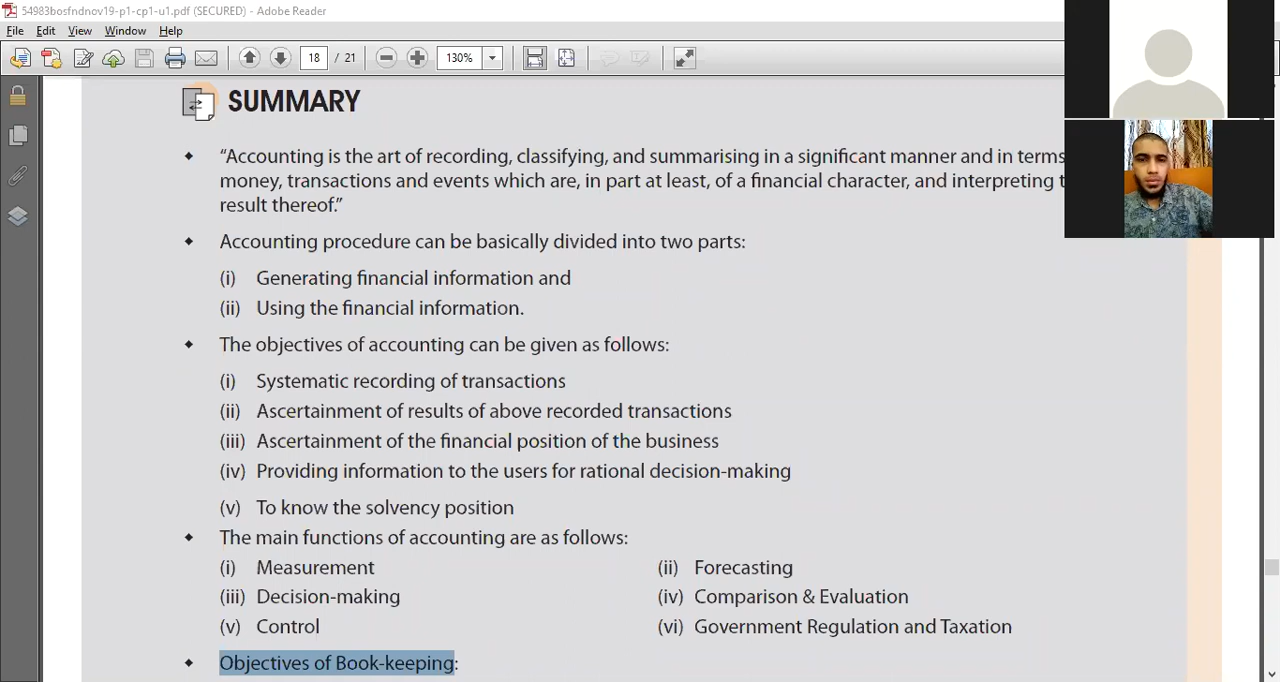 54983bosfndnov19-p1-cp1-u1.pdf (SECURED) - Adobe Reader
File Edit View Window Help
18 / 21 130%
SUMMARY
"Accounting is the art of recording, classifying, and summarising in a significant manner and in terms
money, transactions and events which are, in part at least, of a financial character, and interpreting
result thereof."
Accounting procedure can be basically divided into two parts:
(i) Generating financial information and
(ii) Using the financial information.
The objectives of accounting can be given as follows:
(i) Systematic recording of transactions
(ii) Ascertainment of results of above recorded transactions
(iii) Ascertainment of the financial position of the business
(iv) Providing information to the users for rational decision-making
(v) To know the solvency position
The main functions of accounting are as follows:
(i) Measurement (ii) Forecasting
(iii) Decision-making (iv) Comparison & Evaluation
(v) Control (vi) Government Regulation and Taxation
Objectives of Book-keeping: